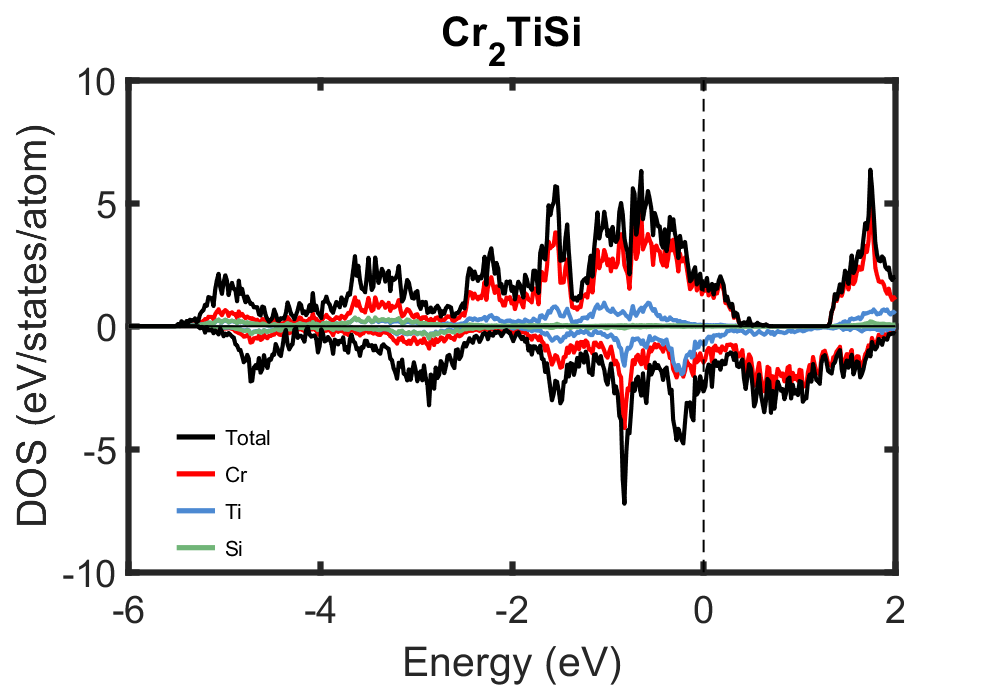 Cr2TiSi
10
5
0
-5
-10
DOS (eV/states/atom)
Total
Cr
Ti
Si
-6 -4 -2 0 2
Energy (eV)